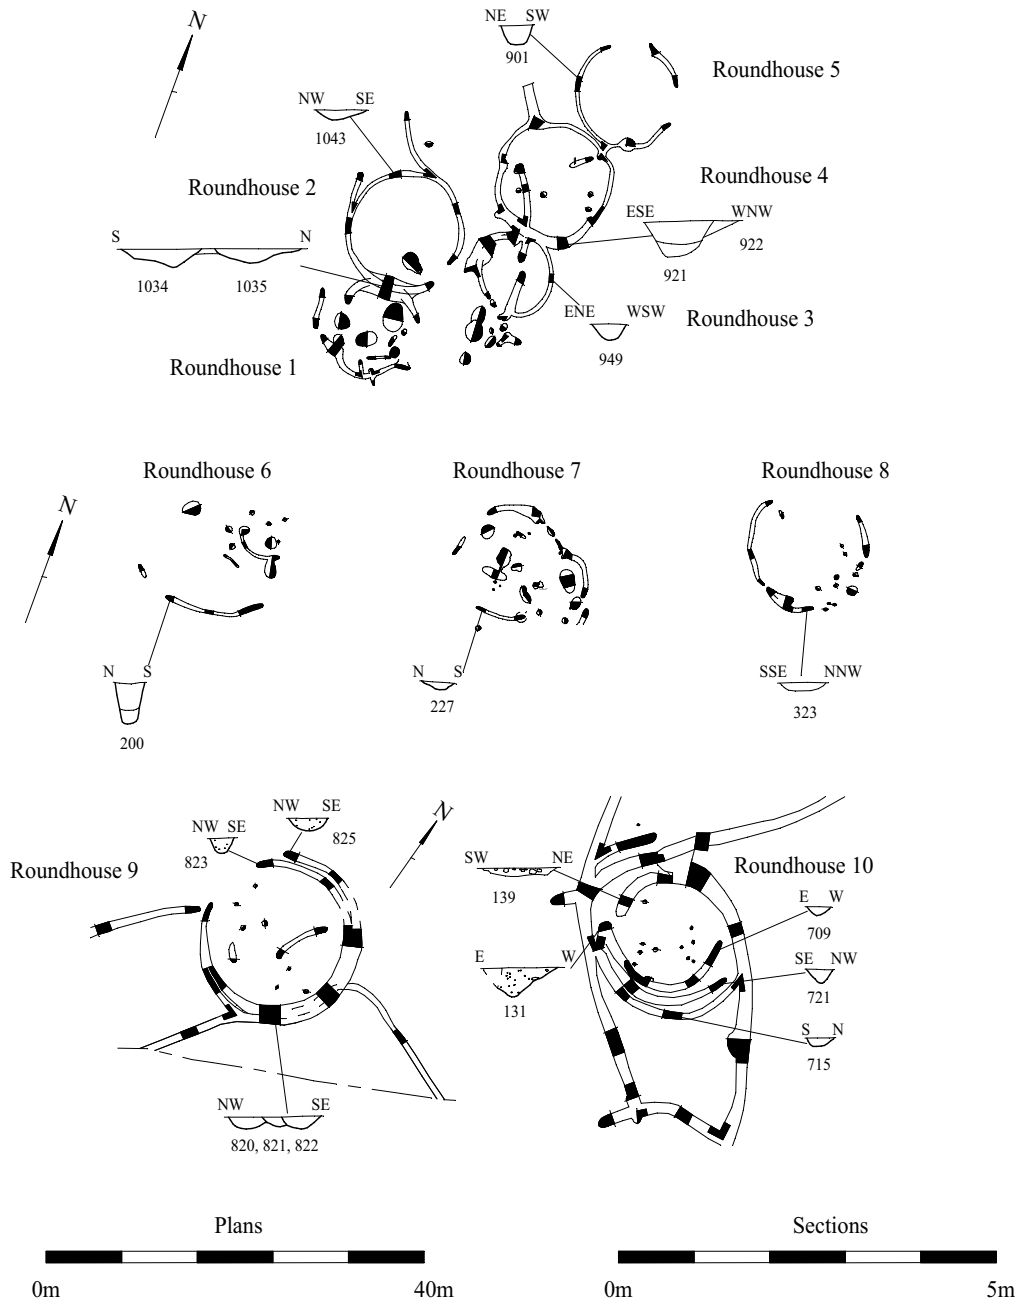 N
NE SW
901
Roundhouse 5
NW SE
1043
Roundhouse 2
Roundhouse 4
ESE WNW
922
921
S N
1034 1035
ENE WSW
949
Roundhouse 3
Roundhouse 1
Roundhouse 6
Roundhouse 7
Roundhouse 8
N
N S
200
N S
227
SSE NNW
323
NW SE
825
NW SE
823
N
Roundhouse 9
Roundhouse 10
SW NE
139
E W
709
E W
131
SE NW
721
S N
715
NW SE
820, 821, 822
Plans
0m 40m
Sections
0m 5m